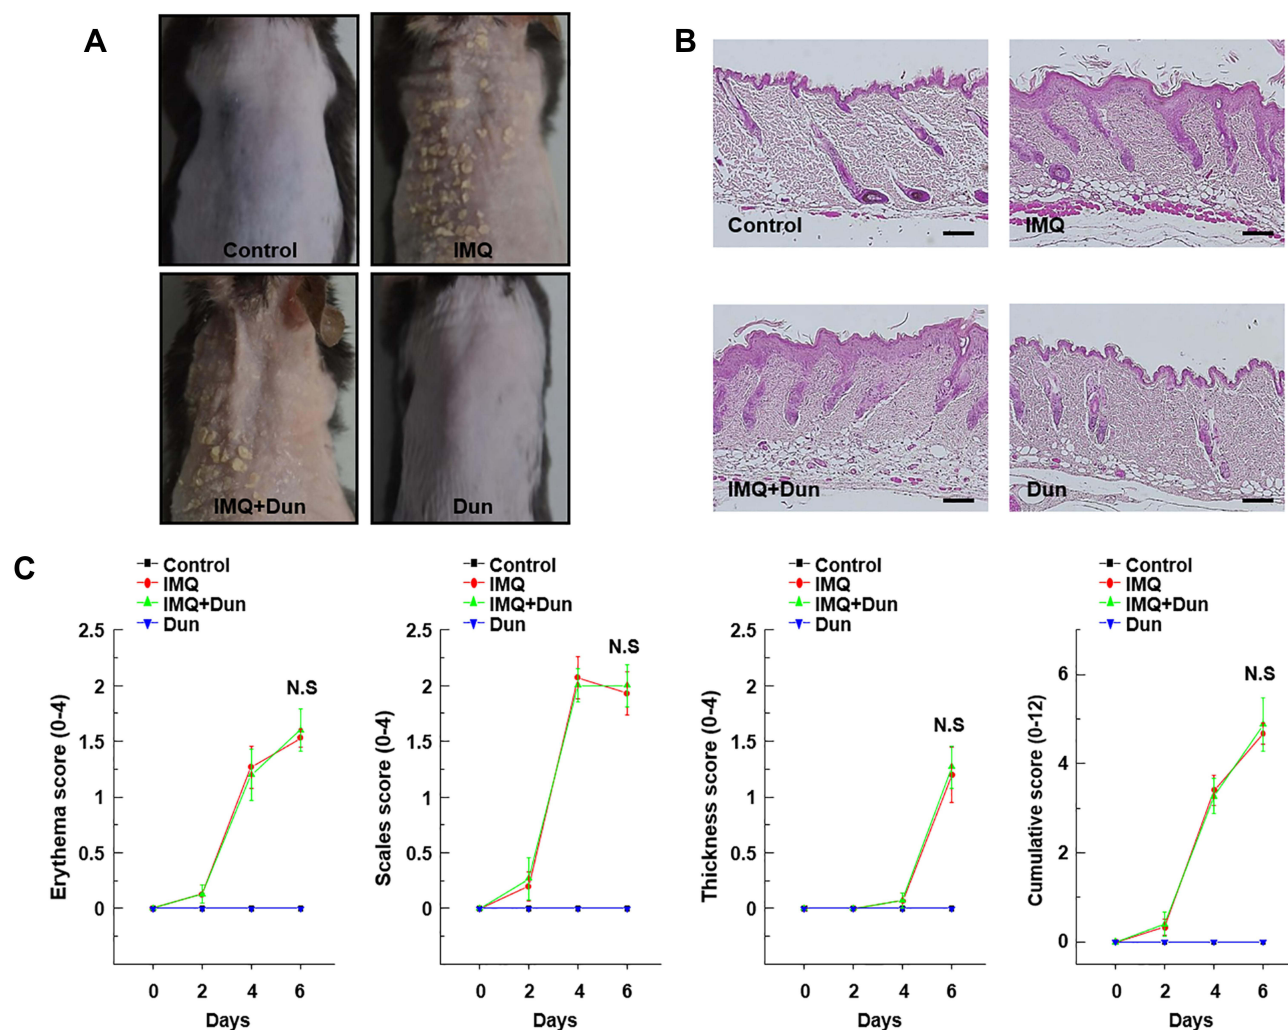 A
Control
IMQ
IMQ+Dun
Dun
B
Control
IMQ
IMQ+Dun
Dun
C
Control
IMQ
IMQ+Dun
Dun
Erythema score (0-4)
2.5
2
1.5
1
0.5
0
N.S
0 2 4 6
Days
Control
IMQ
IMQ+Dun
Dun
Scales score (0-4)
2.5
2
1.5
1
0.5
0
N.S
0 2 4 6
Days
Control
IMQ
IMQ+Dun
Dun
Thickness score (0-4)
2.5
2
1.5
1
0.5
0
N.S
0 2 4 6
Days
Control
IMQ
IMQ+Dun
Dun
Cumulative score (0-12)
6
4
2
0
N.S
0 2 4 6
Days